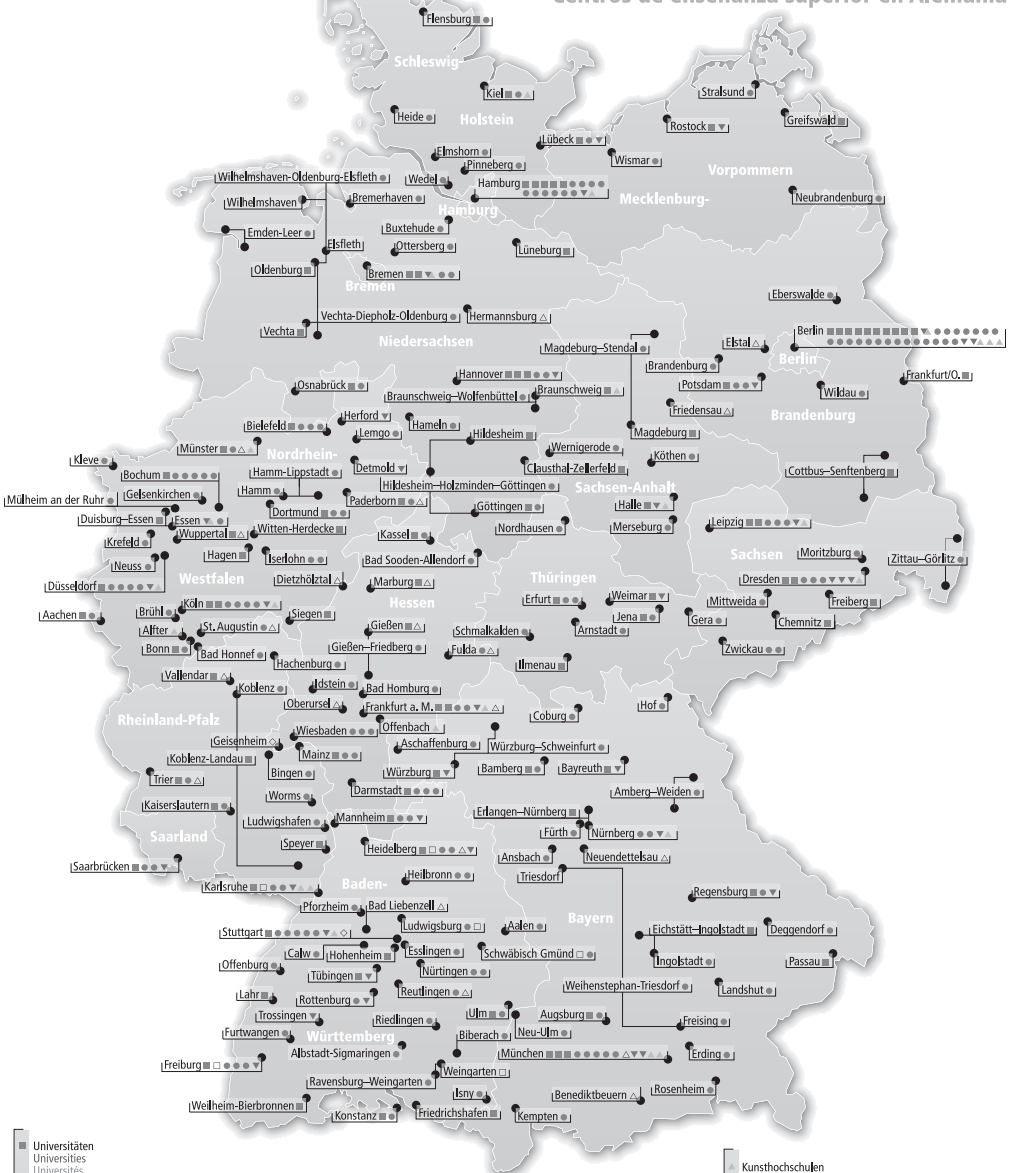 Centros de enseñanza superior en Alemania
Flensburg
Schleswig-
Kiel
Stralsund
Heide
Holstein
Rostock
Greifswald
Lübeck
Elmshorn
Wismar
Pinneberg
Vorpommern
Wilhelmshaven-Oldenburg-Elsfleth
Wedel
Hamburg
Wilhelmshaven
Bremerhaven
Mecklenburg-
Neubrandenburg
Hamburg
Buxtehude
Emden-Leer
Elsfleth
Ottersberg
Lüneburg
Oldenburg
Bremen
Bremen
Eberswalde
Vechta-Diepholz-Oldenburg
Hermannsburg
Vechta
Berlin
Niedersachsen
Magdeburg–Stendal
Elstal
Berlin
Brandenburg
Hannover
Frankfurt/O.
Osnabrück
Braunschweig–Wolfenbüttel
Braunschweig
Potsdam
Wildau
Friedensau
Brandenburg
Herford
Hameln
Bielefeld
Lemgo
Hildesheim
Magdeburg
Münster
Nordrhein-
Wernigerode
Kleve
Bochum
Hamm-Lippstadt
Detmold
Clausthal-Zellerfeld
Köthen
Cottbus–Senftenberg
Gelsenkirchen
Hamm
Hildesheim–Holzminden–Göttingen
Sachsen-Anhalt
Mülheim an der Ruhr
Paderborn
Dortmund
Göttingen
Halle
Duisburg–Essen
Essen
Witten-Herdecke
Nordhausen
Merseburg
Leipzig
Wuppertal
Kassel
Krefeld
Hagen
Iserlohn
Bad Sooden-Allendorf
Sachsen
Moritzburg
Zittau–Görlitz
Neuss
Westfalen
Dietzhölztal
Marburg
Thüringen
Dresden
Düsseldorf
Hessen
Erfurt
Weimar
Mittweida
Freiberg
Köln
Aachen
Brühl
Siegen
Jena
Gera
Chemnitz
Alfter
St. Augustin
Gießen
Schmalkalden
Arnstadt
Bonn
Bad Honnef
Gießen–Friedberg
Fulda
Zwickau
Hachenburg
Ilmenau
Vallendar
Koblenz
Idstein
Bad Homburg
Hof
Oberursel
Frankfurt a. M.
Coburg
Rheinland-Pfalz
Offenbach
Wiesbaden
Geisenheim
Aschaffenburg
Würzburg–Schweinfurt
Koblenz-Landau
Mainz
Bingen
Würzburg
Bamberg
Bayreuth
Trier
Darmstadt
Amberg–Weiden
Worms
Kaiserslautern
Erlangen–Nürnberg
Ludwigshafen
Mannheim
Saarland
Fürth
Nürnberg
Speyer
Heidelberg
Ansbach
Neuendettelsau
Saarbrücken
Triesdorf
Heilbronn
Karlsruhe
Baden-
Regensburg
Pforzheim
Bad Liebenzell
Bayern
Ludwigsburg
Aalen
Stuttgart
Eichstätt–Ingolstadt
Deggendorf
Calw
Hohenheim
Esslingen
Schwäbisch Gmünd
Offenburg
Ingolstadt
Passau
Tübingen
Nürtingen
Weihenstephan-Triesdorf
Lahr
Reutlingen
Landshut
Rottenburg
Trossingen
Ulm
Augsburg
Riedlingen
Freising
Furtwangen
Württemberg
Biberach
Neu-Ulm
Albstadt-Sigmaringen
München
Erding
Freiburg
Weingarten
Ravensburg–Weingarten
Isny
Benediktbeuern
Rosenheim
Weilheim-Bierbronnen
Konstanz
Friedrichshafen
Kempten
Universitäten
Universities
Universités
Kunsthochschulen